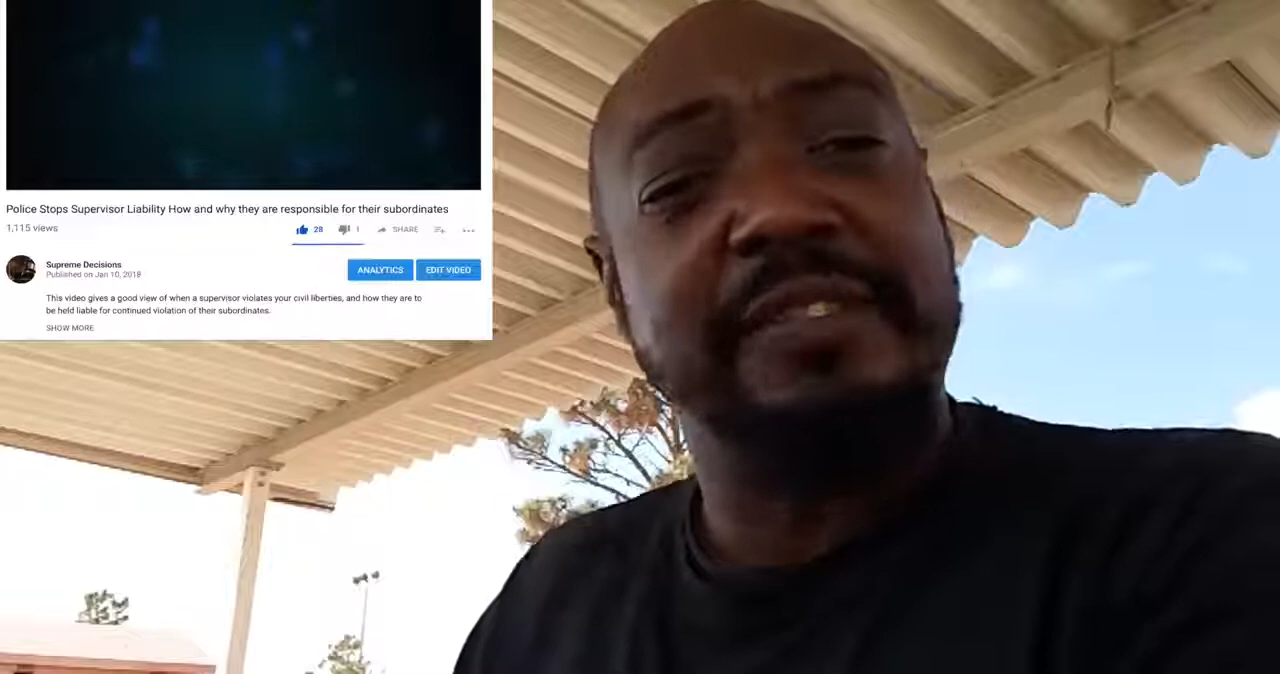 Police Stops Supervisor Liability How and why they are responsible for their subordinates
1,115 views
28
1
SHARE
Supreme Decisions
Published on Jan 10, 2018
ANALYTICS
EDIT VIDEO
This video gives a good view of when a supervisor violates your civil liberties, and how they are to
be held liable for continued violation of their subordinates.
SHOW MORE